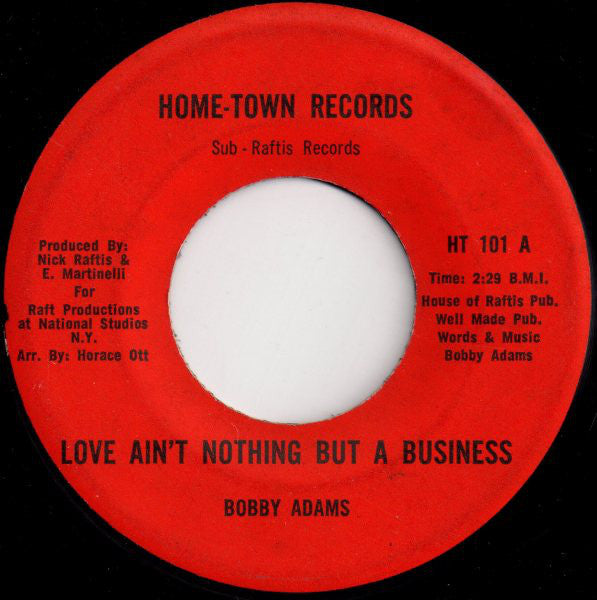 HOME-TOWN RECORDS
Sub - Raftis Records
Produced By:
Nick Raftis &
E. Martinelli
For
Raft Productions
at National Studios
N.Y.
Arr. By: Horace Ott
HT 101 A
Time: 2:29 B.M.I.
House of Raftis Pub.
Well Made Pub.
Words & Music
Bobby Adams
LOVE AIN'T NOTHING BUT A BUSINESS
BOBBY ADAMS